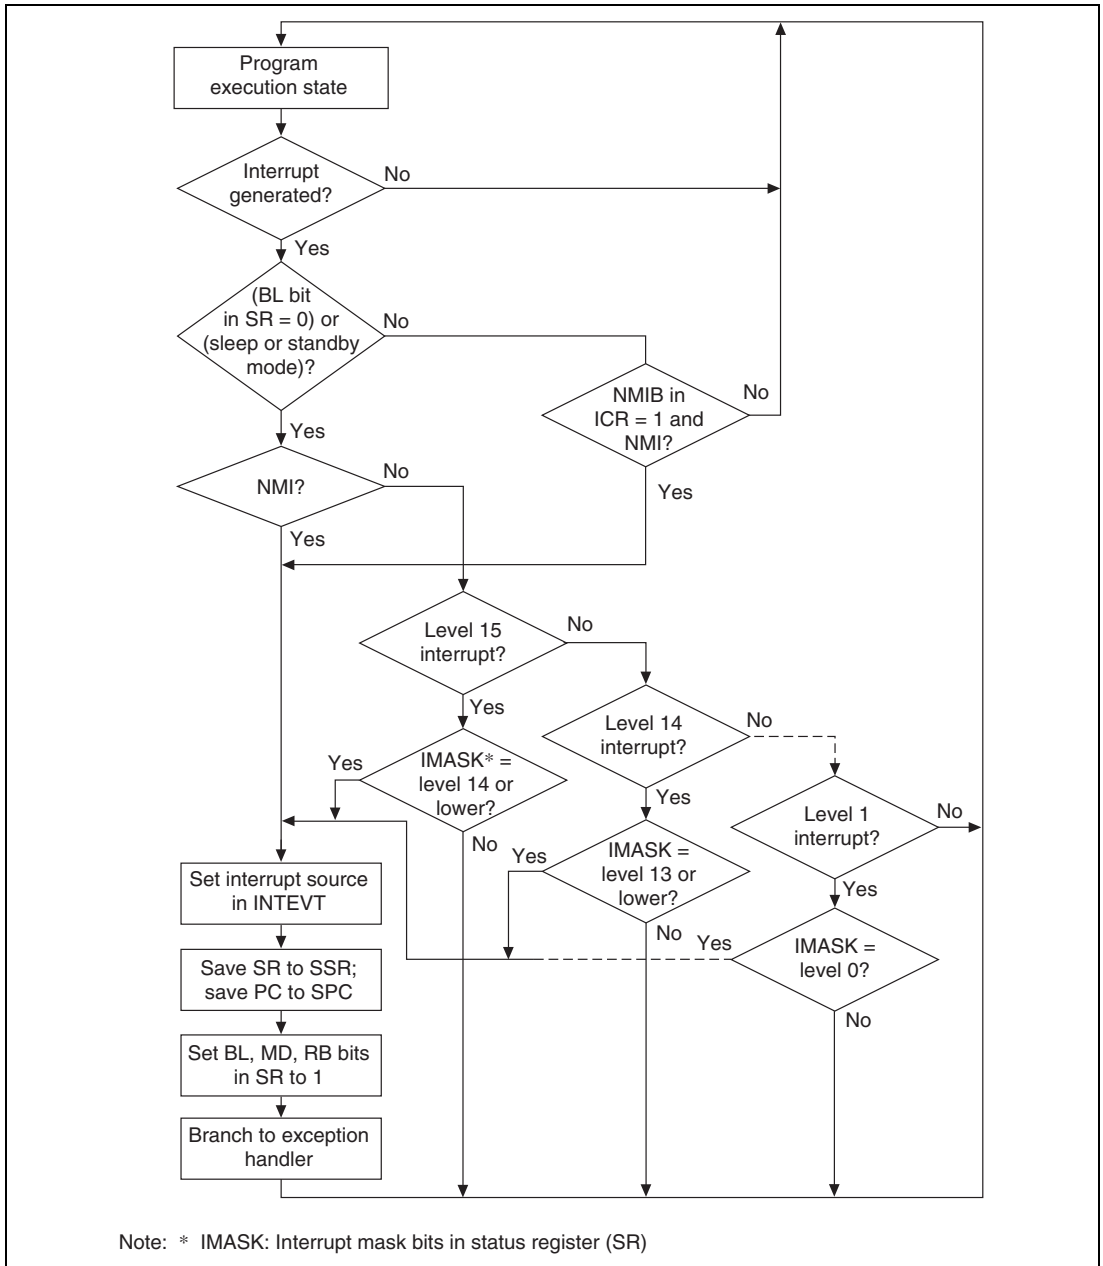 Program
execution state
Interrupt
generated?
No
Yes
(BL bit
in SR = 0) or
(sleep or standby
mode)?
No
Yes
NMIB in
ICR = 1 and
NMI?
No
Yes
NMI?
No
Yes
Level 15
interrupt?
No
Yes
Level 14
interrupt?
No
Yes
IMASK* =
level 14 or
lower?
Yes
No
Level 1
interrupt?
No
Yes
IMASK =
level 13 or
lower?
Yes
No
IMASK =
level 0?
Yes
No
Set interrupt source
in INTEVT
Save SR to SSR;
save PC to SPC
Set BL, MD, RB bits
in SR to 1
Branch to exception
handler
Note: * IMASK: Interrupt mask bits in status register (SR)